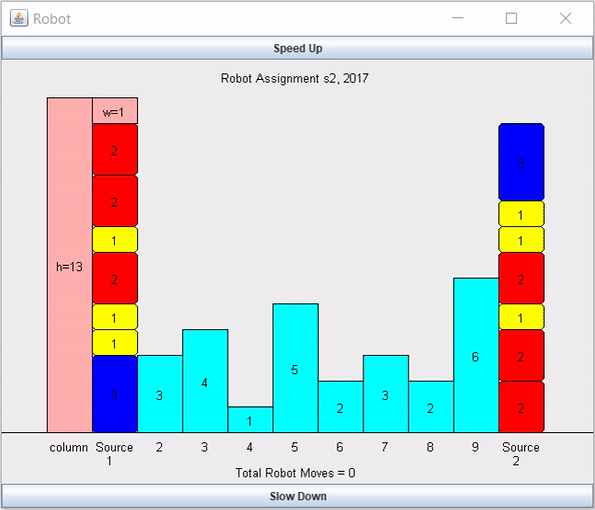 Robot
Speed Up
Robot Assignment s2, 2017
w=1
2
2
1
2
1
1
3
h=13
3
4
1
5
2
3
2
6
3
1
1
2
1
2
2
column Source 2 3 4 5 6 7 8 9 Source
1 2
Total Robot Moves = 0
Slow Down